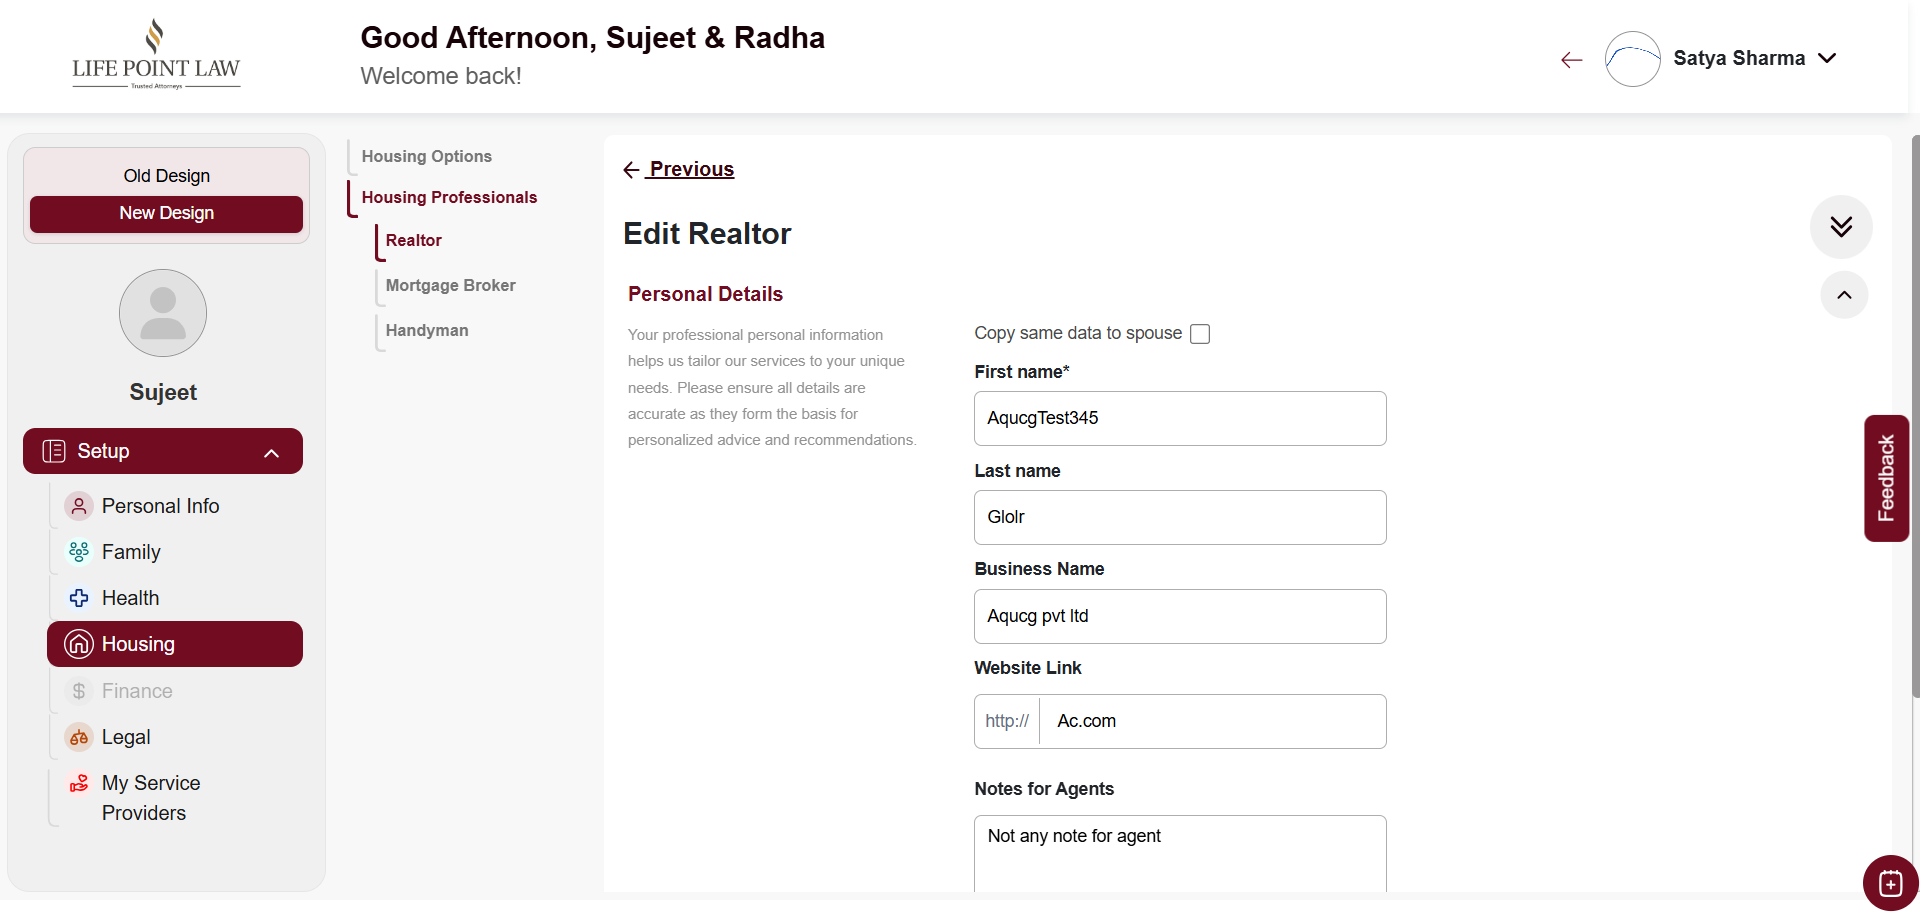 LIFE POINT LAW
Trusted Attorneys
Good Afternoon, Sujeet & Radha
Welcome back!
Satya Sharma
Old Design
New Design
Sujeet
Setup
Personal Info
Family
Health
Housing
Finance
Legal
My Service
Providers
Housing Options
Housing Professionals
Realtor
Mortgage Broker
Handyman
Previous
Edit Realtor
Personal Details
Your professional personal information
helps us tailor our services to your unique
needs. Please ensure all details are
accurate as they form the basis for
personalized advice and recommendations.
Copy same data to spouse
First name*
AqucgTest345
Last name
Glolr
Business Name
Aqucg pvt ltd
Website Link
http:// Ac.com
Notes for Agents
Not any note for agent
Feedback